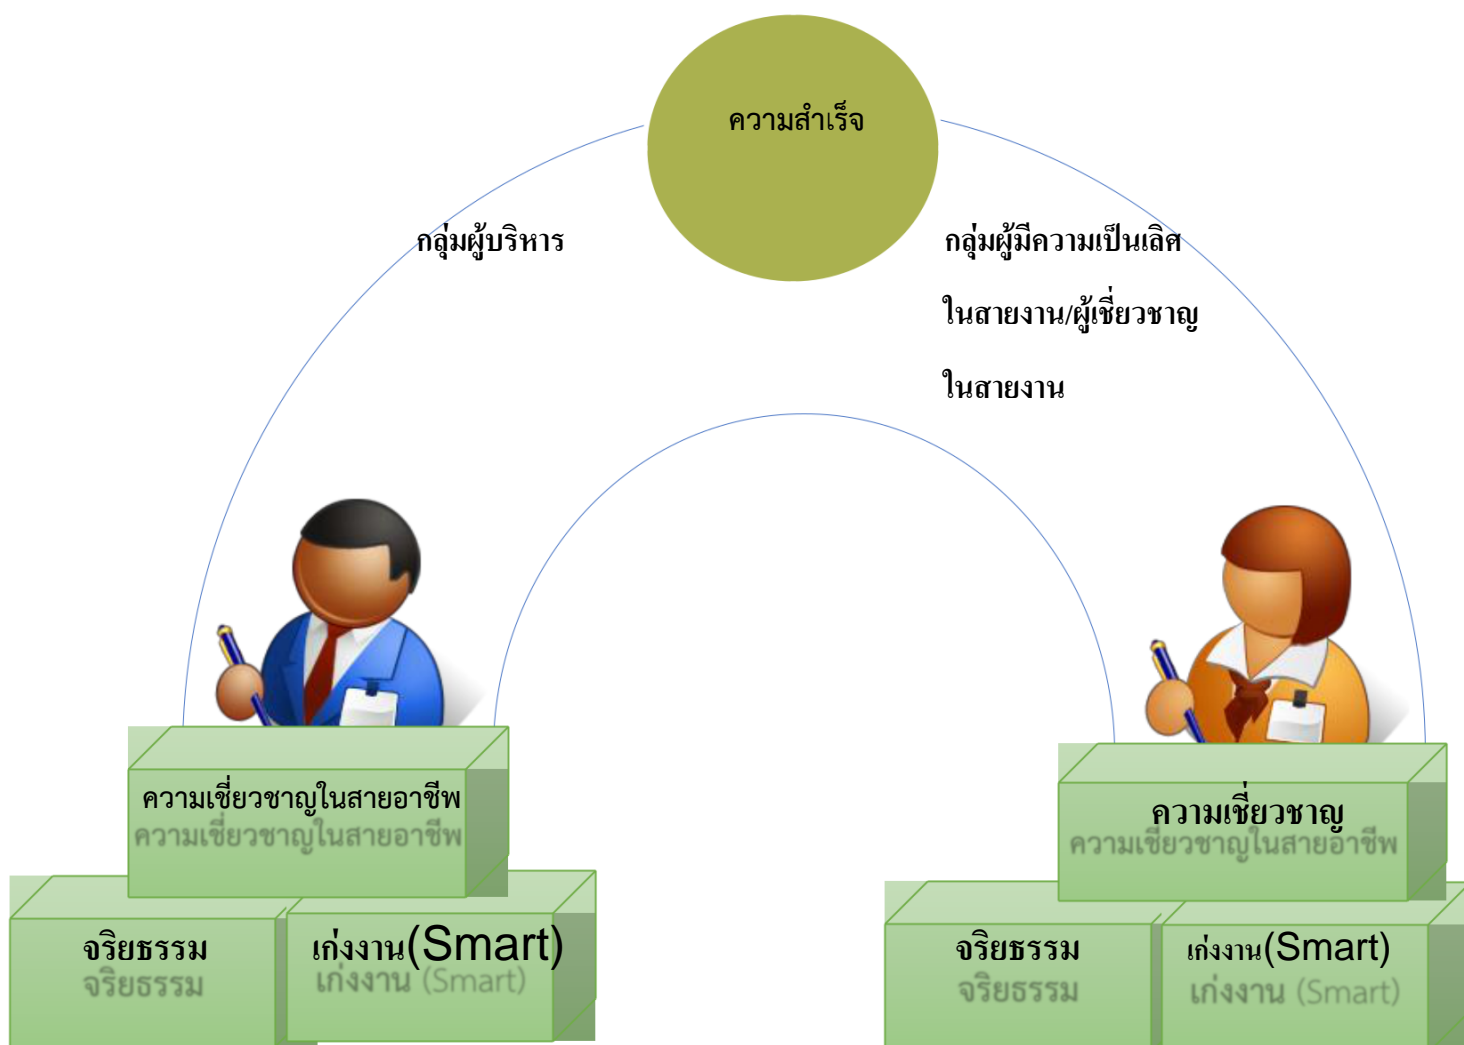 ความสำเร็จ
กลุ่มผู้บริหาร
กลุ่มผู้มีความเป็นเลิศ
ในสายงาน/ผู้เชี่ยวชาญ
ในสายงาน
ความเชี่ยวชาญในสายอาชีพ
ความเชี่ยวชาญในสายอาชีพ
จริยธรรม
จริยธรรม
เก่งงาน(Smart)
เก่งงาน (Smart)
ความเชี่ยวชาญ
ความเชี่ยวชาญในสายอาชีพ
จริยธรรม
จริยธรรม
เก่งงาน(Smart)
เก่งงาน (Smart)